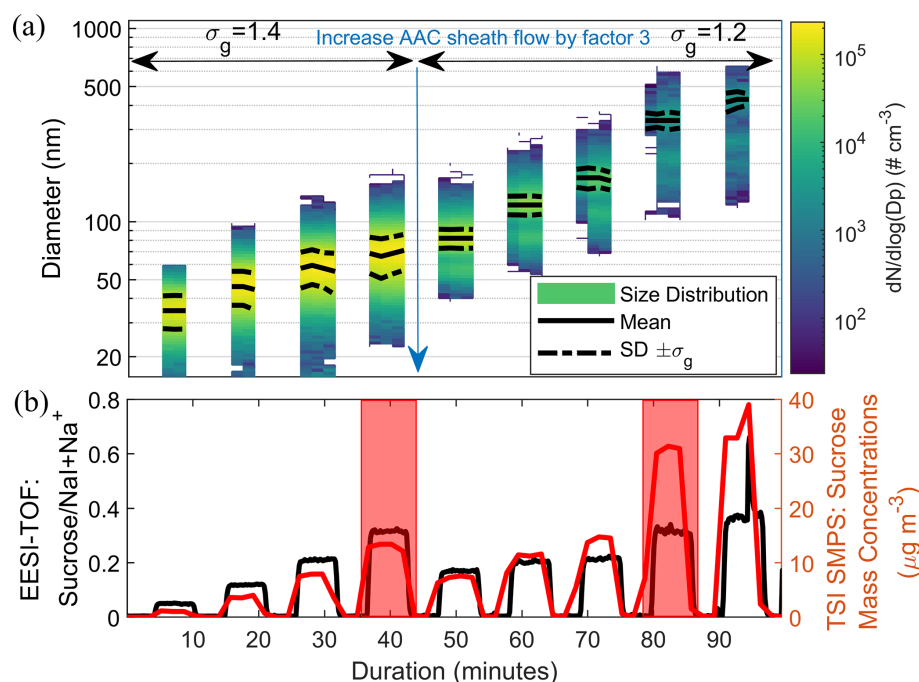 (a)
σg=1.4
Increase AAC sheath flow by factor 3
σg=1.2
1000
500
100
50
20
Diameter (nm)
Size Distribution
Mean
SD ±σg
10^5
10^4
10^3
10^2
dN/dlog(Dp) (# cm^-3)
(b)
0.8
0.6
0.4
0.2
0
EESI-TOF:
Sucrose/NaI+Na^+
40
30
20
10
0
TSI SMPS: Sucrose
Mass Concentrations
(μg m^-3)
10 20 30 40 50 60 70 80 90
Duration (minutes)